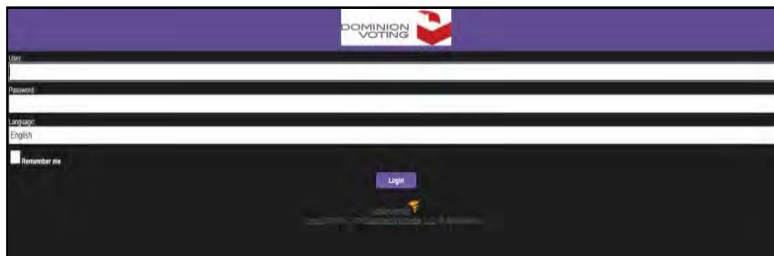 DOMINION
VOTING
User
Password
Language:
English
Remember me
Login